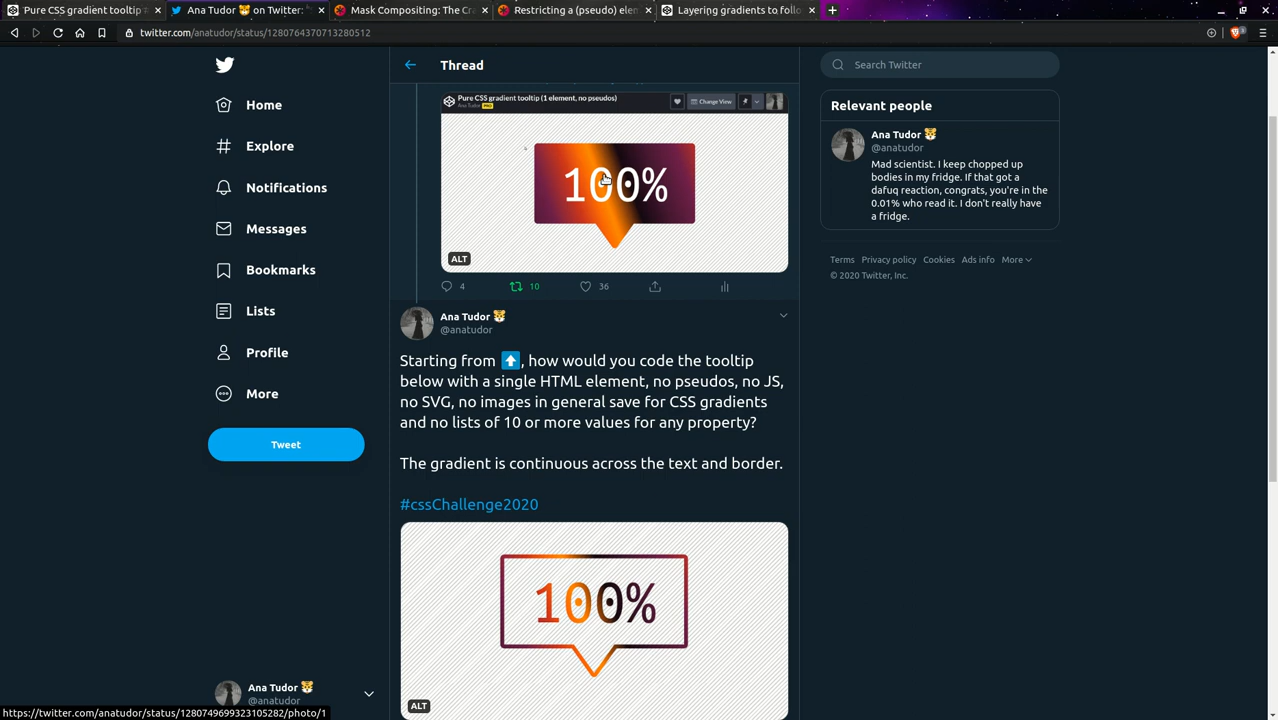 Pure CSS gradient tooltip #
Ana Tudor 🐯 on Twitter: "
Mask Compositing: The Cra
Restricting a (pseudo) elem
Layering gradients to follo
twitter.com/anatudor/status/1280764370713280512
3
Home
Explore
Notifications
Messages
Bookmarks
Lists
Profile
More
Tweet
Ana Tudor 🐯
@anatudor
Thread
Pure CSS gradient tooltip (1 element, no pseudos)
Ana Tudor PRO
Change View
100%
ALT
4
10
36
Ana Tudor 🐯
@anatudor
Starting from ⬆, how would you code the tooltip
below with a single HTML element, no pseudos, no JS,
no SVG, no images in general save for CSS gradients
and no lists of 10 or more values for any property?
The gradient is continuous across the text and border.
#cssChallenge2020
100%
ALT
Search Twitter
Relevant people
Ana Tudor 🐯
@anatudor
Mad scientist. I keep chopped up
bodies in my fridge. If that got a
dafuq reaction, congrats, you're in the
0.01% who read it. I don't really have
a fridge.
Terms Privacy policy Cookies Ads info More
© 2020 Twitter, Inc.
https://twitter.com/anatudor/status/1280749699323105282/photo/1